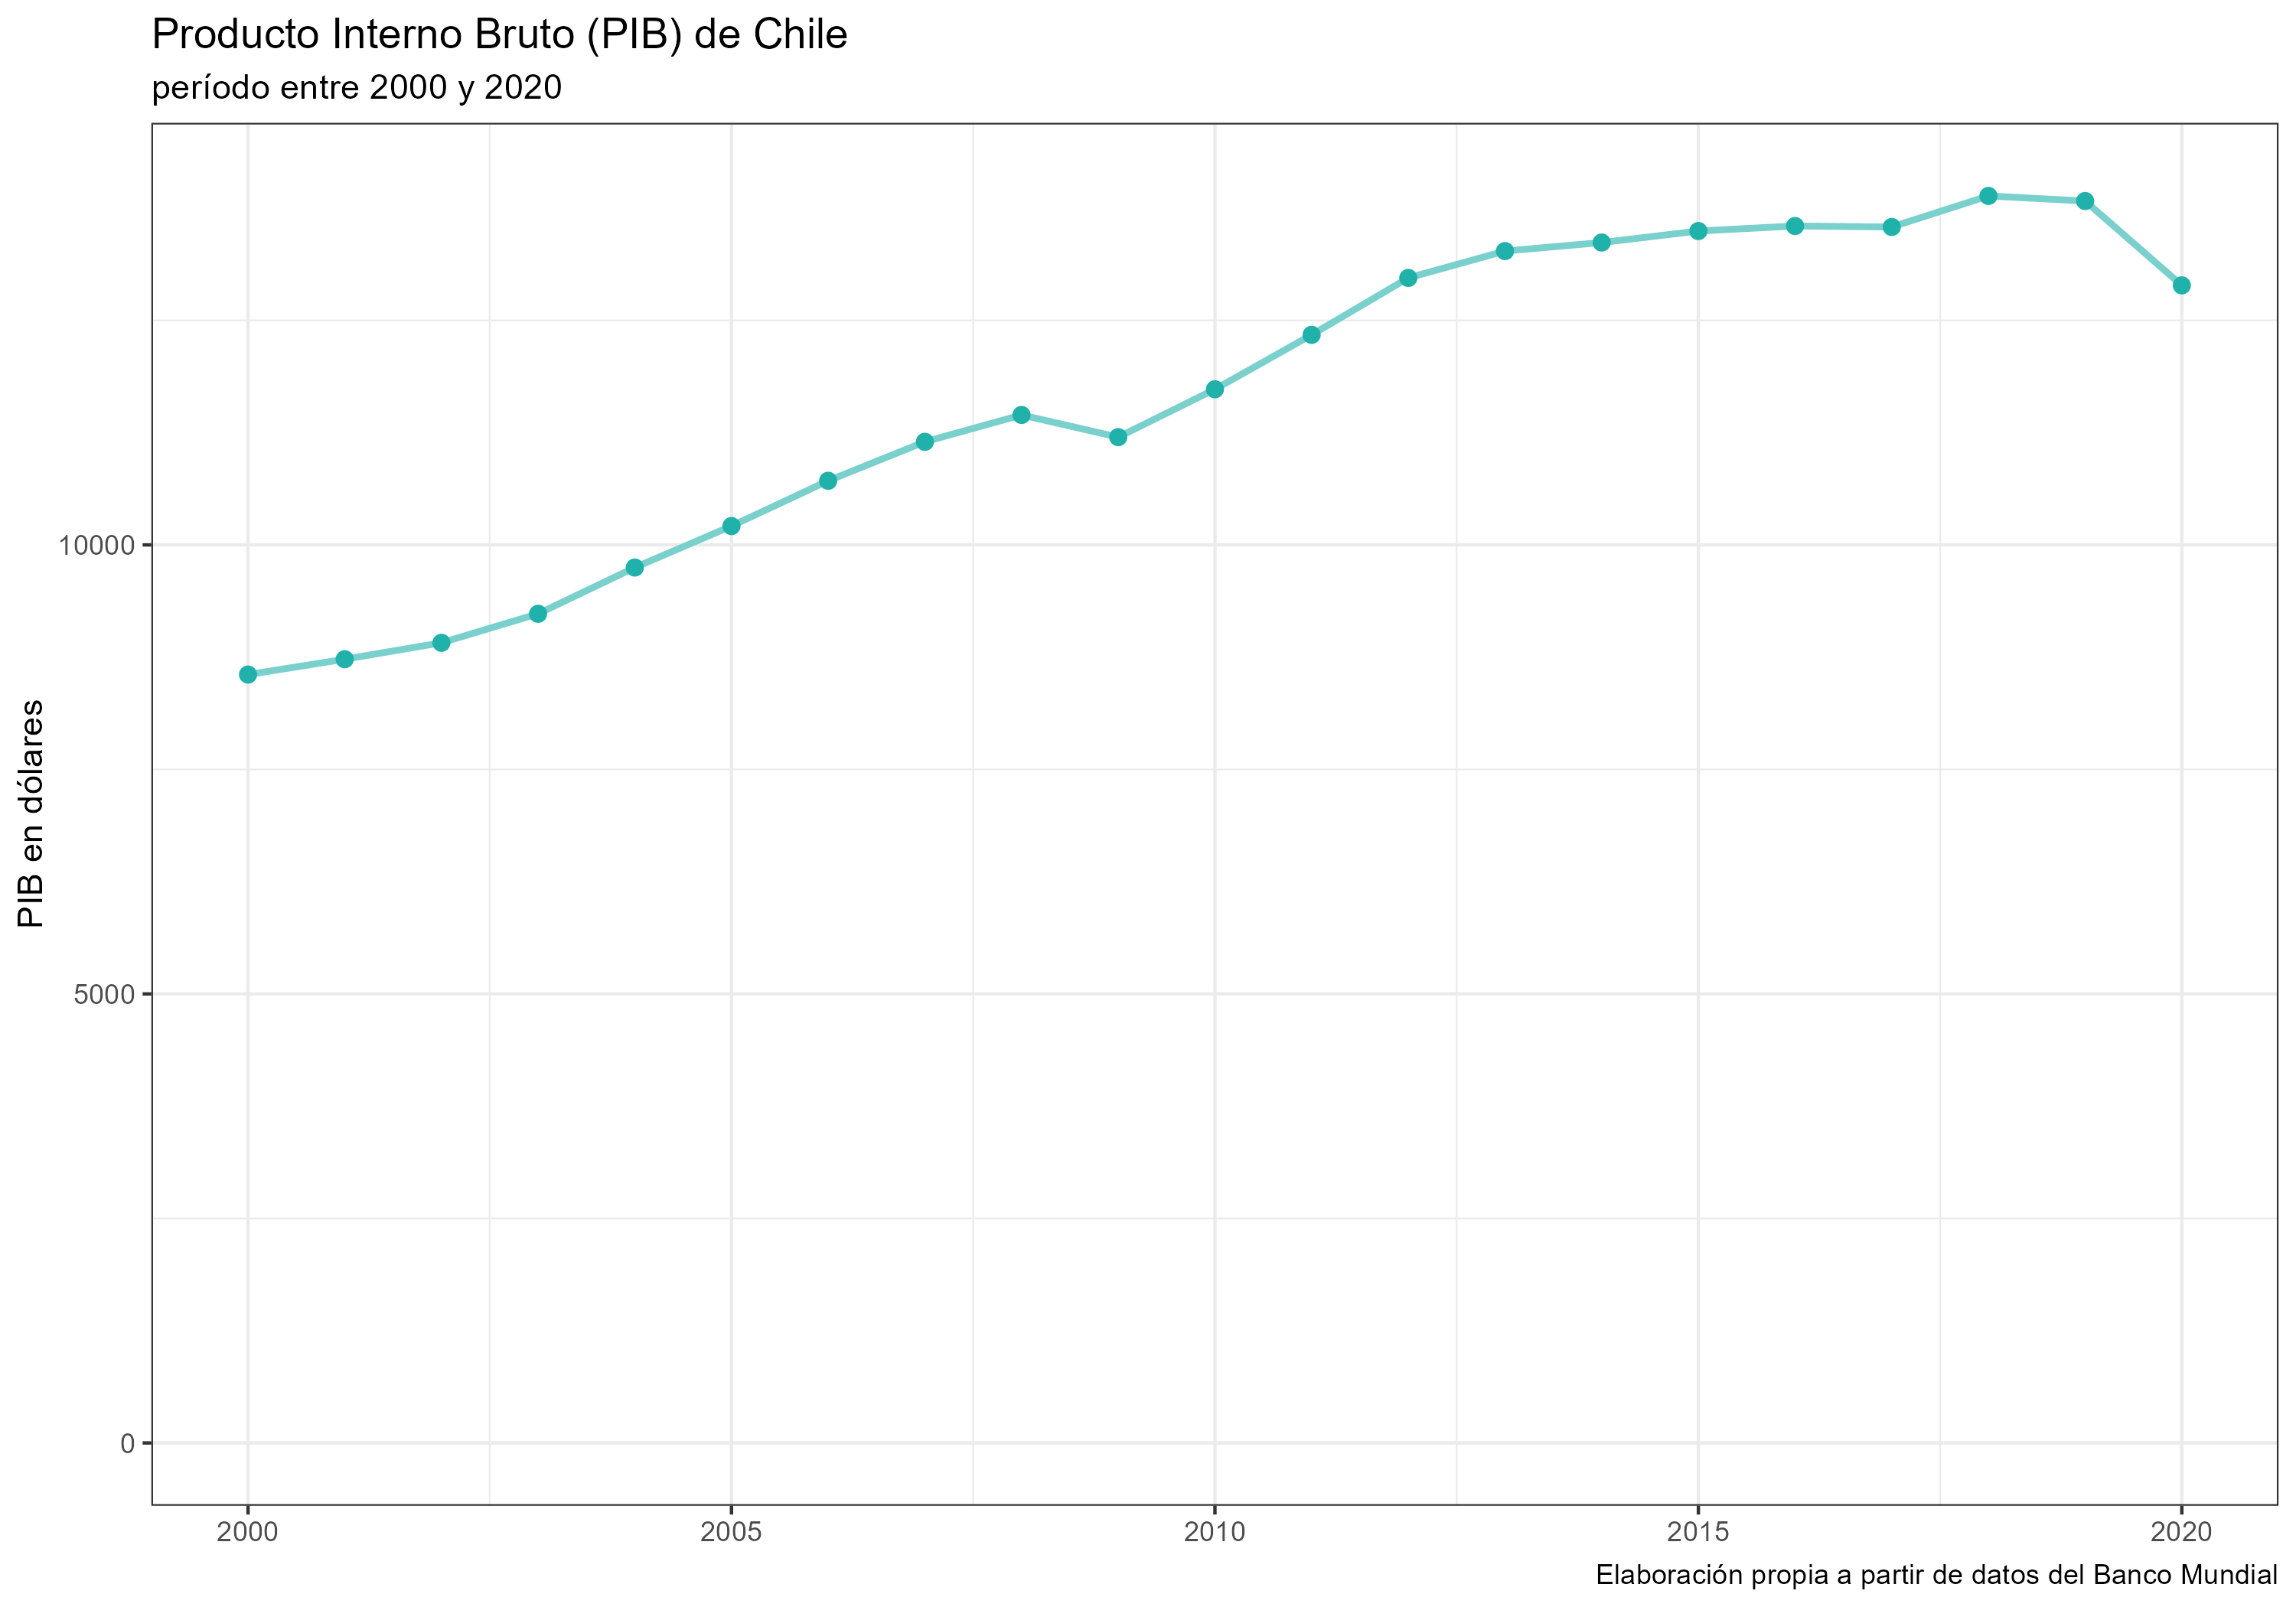 Producto Interno Bruto (PIB) de Chile
período entre 2000 y 2020
PIB en dólares
10000
5000
0
2000 2005 2010 2015 2020
Elaboración propia a partir de datos del Banco Mundial